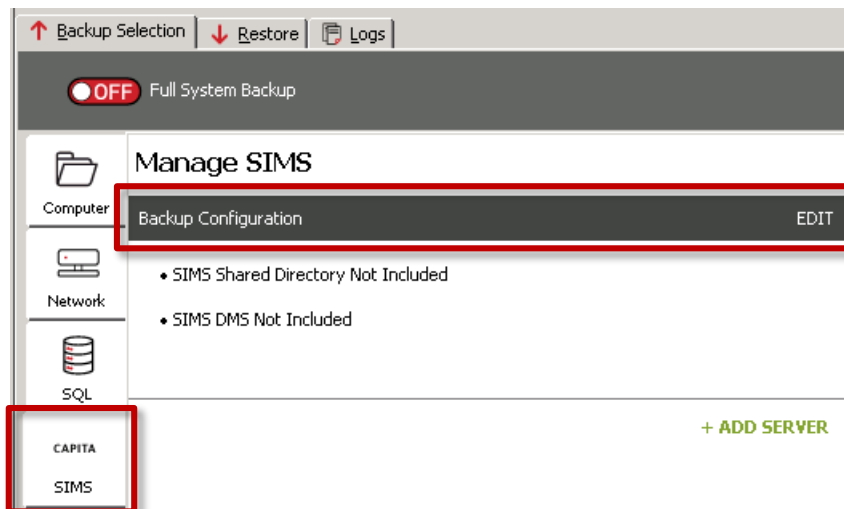 Backup Selection Restore Logs
OFF Full System Backup
Manage SIMS
Computer
Backup Configuration EDIT
• SIMS Shared Directory Not Included
Network
• SIMS DMS Not Included
SQL
+ ADD SERVER
CAPITA
SIMS